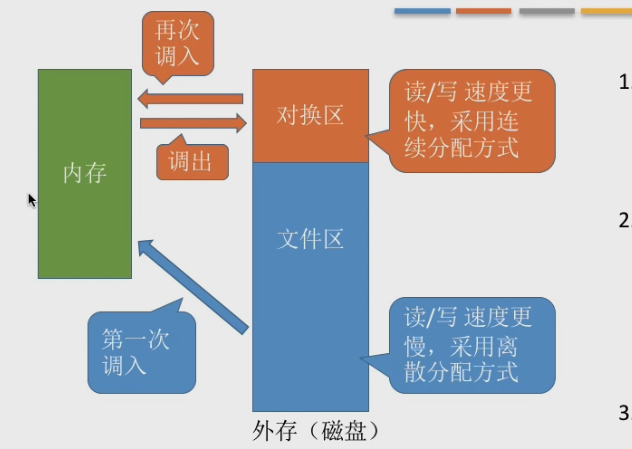 再次
调入
内存
调出
对换区
读/写 速度更
快，采用连
续分配方式
文件区
第一次
调入
读/写 速度更
慢，采用离
散分配方式
外存（磁盘）
1.
2.
3.